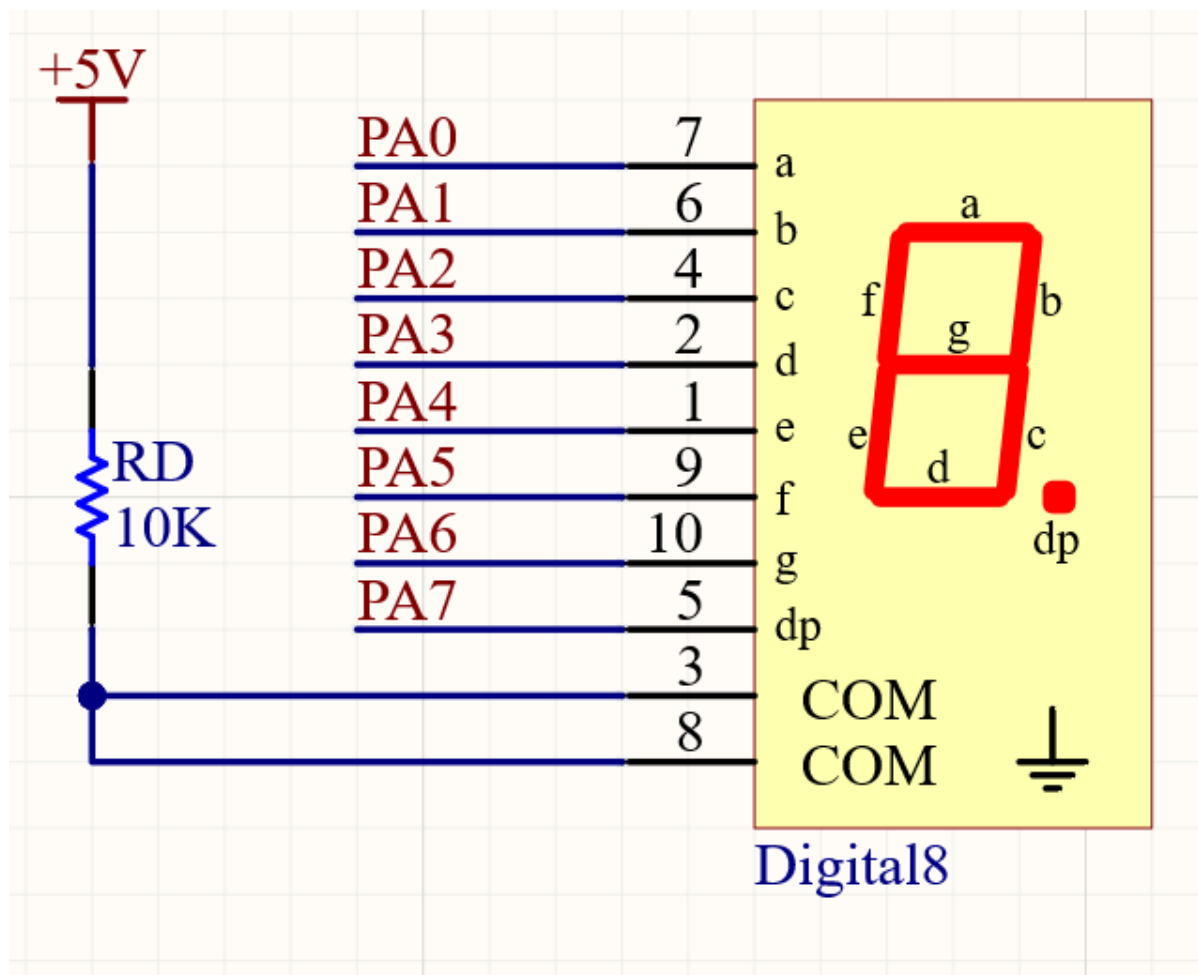 +5V
PA0 7 a
PA1 6 b
PA2 4 c
PA3 2 d
PA4 1 e
PA5 9 f
PA6 10 g
PA7 5 dp
3 COM
8 COM
RD
10K
a
f b
g
e c
d
dp
Digital8